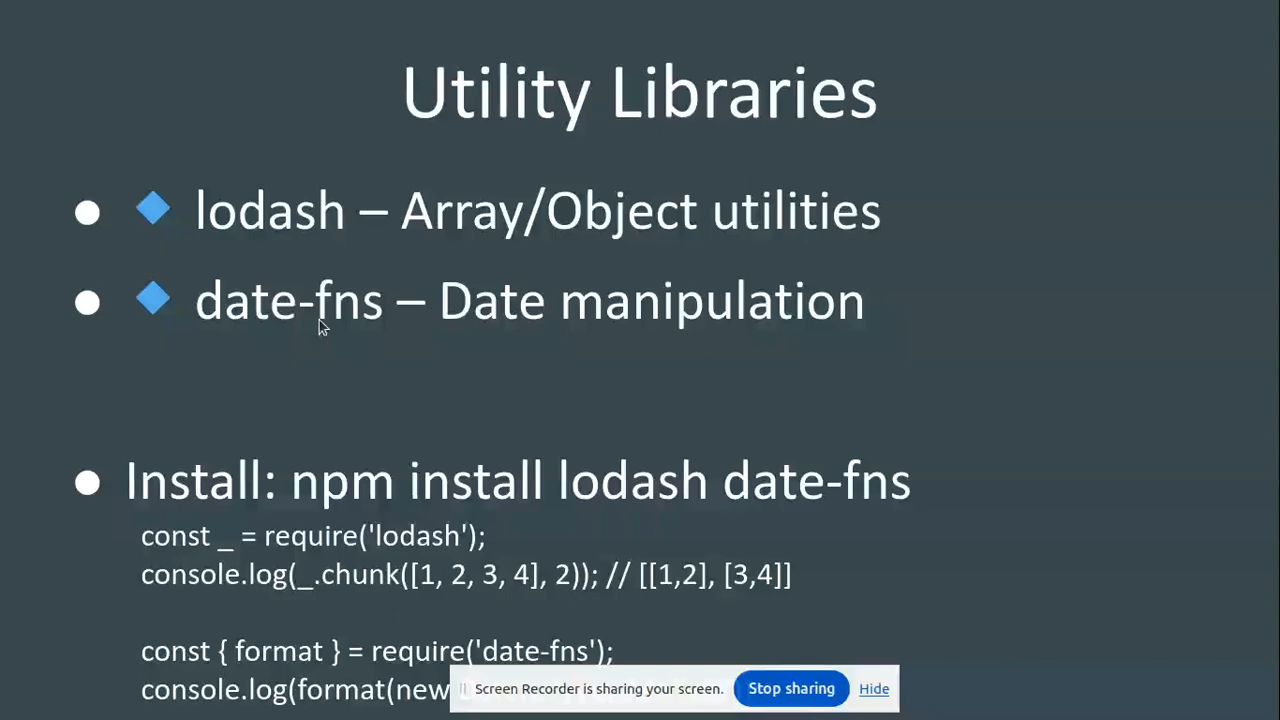 Utility Libraries
● 🔷 lodash – Array/Object utilities
● 🔷 date-fns – Date manipulation
● Install: npm install lodash date-fns
const _ = require('lodash');
console.log(_.chunk([1, 2, 3, 4], 2)); // [[1,2], [3,4]]
const { format } = require('date-fns');
console.log(format(new
Screen Recorder is sharing your screen. Stop sharing Hide